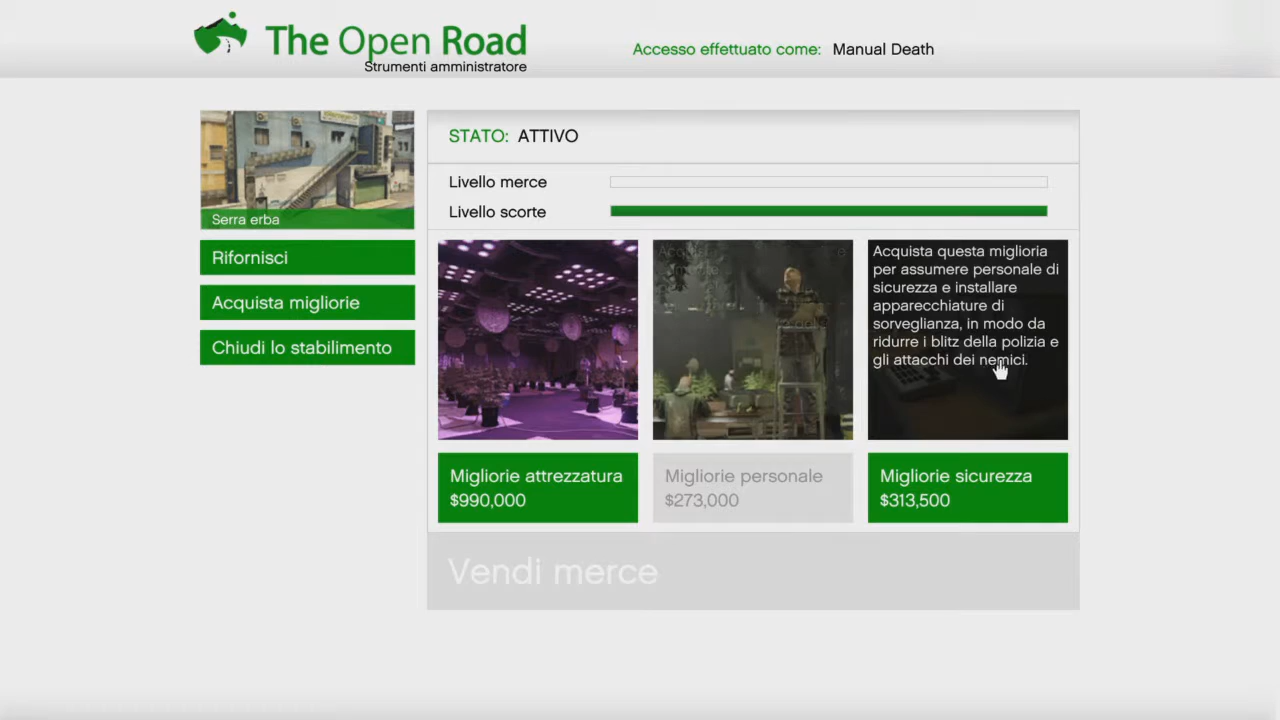 The Open Road
Strumenti amministratore
Accesso effettuato come: Manual Death
Serra erba
Rifornisci
Acquista migliorie
Chiudi lo stabilimento
STATO: ATTIVO
Livello merce
Livello scorte
Acquista questa miglioria
per assumere personale di
sicurezza e installare
apparecchiature di
sorveglianza, in modo da
ridurre i blitz della polizia e
gli attacchi dei nemici.
Migliorie attrezzatura
$990,000
Migliorie personale
$273,000
Migliorie sicurezza
$313,500
Vendi merce